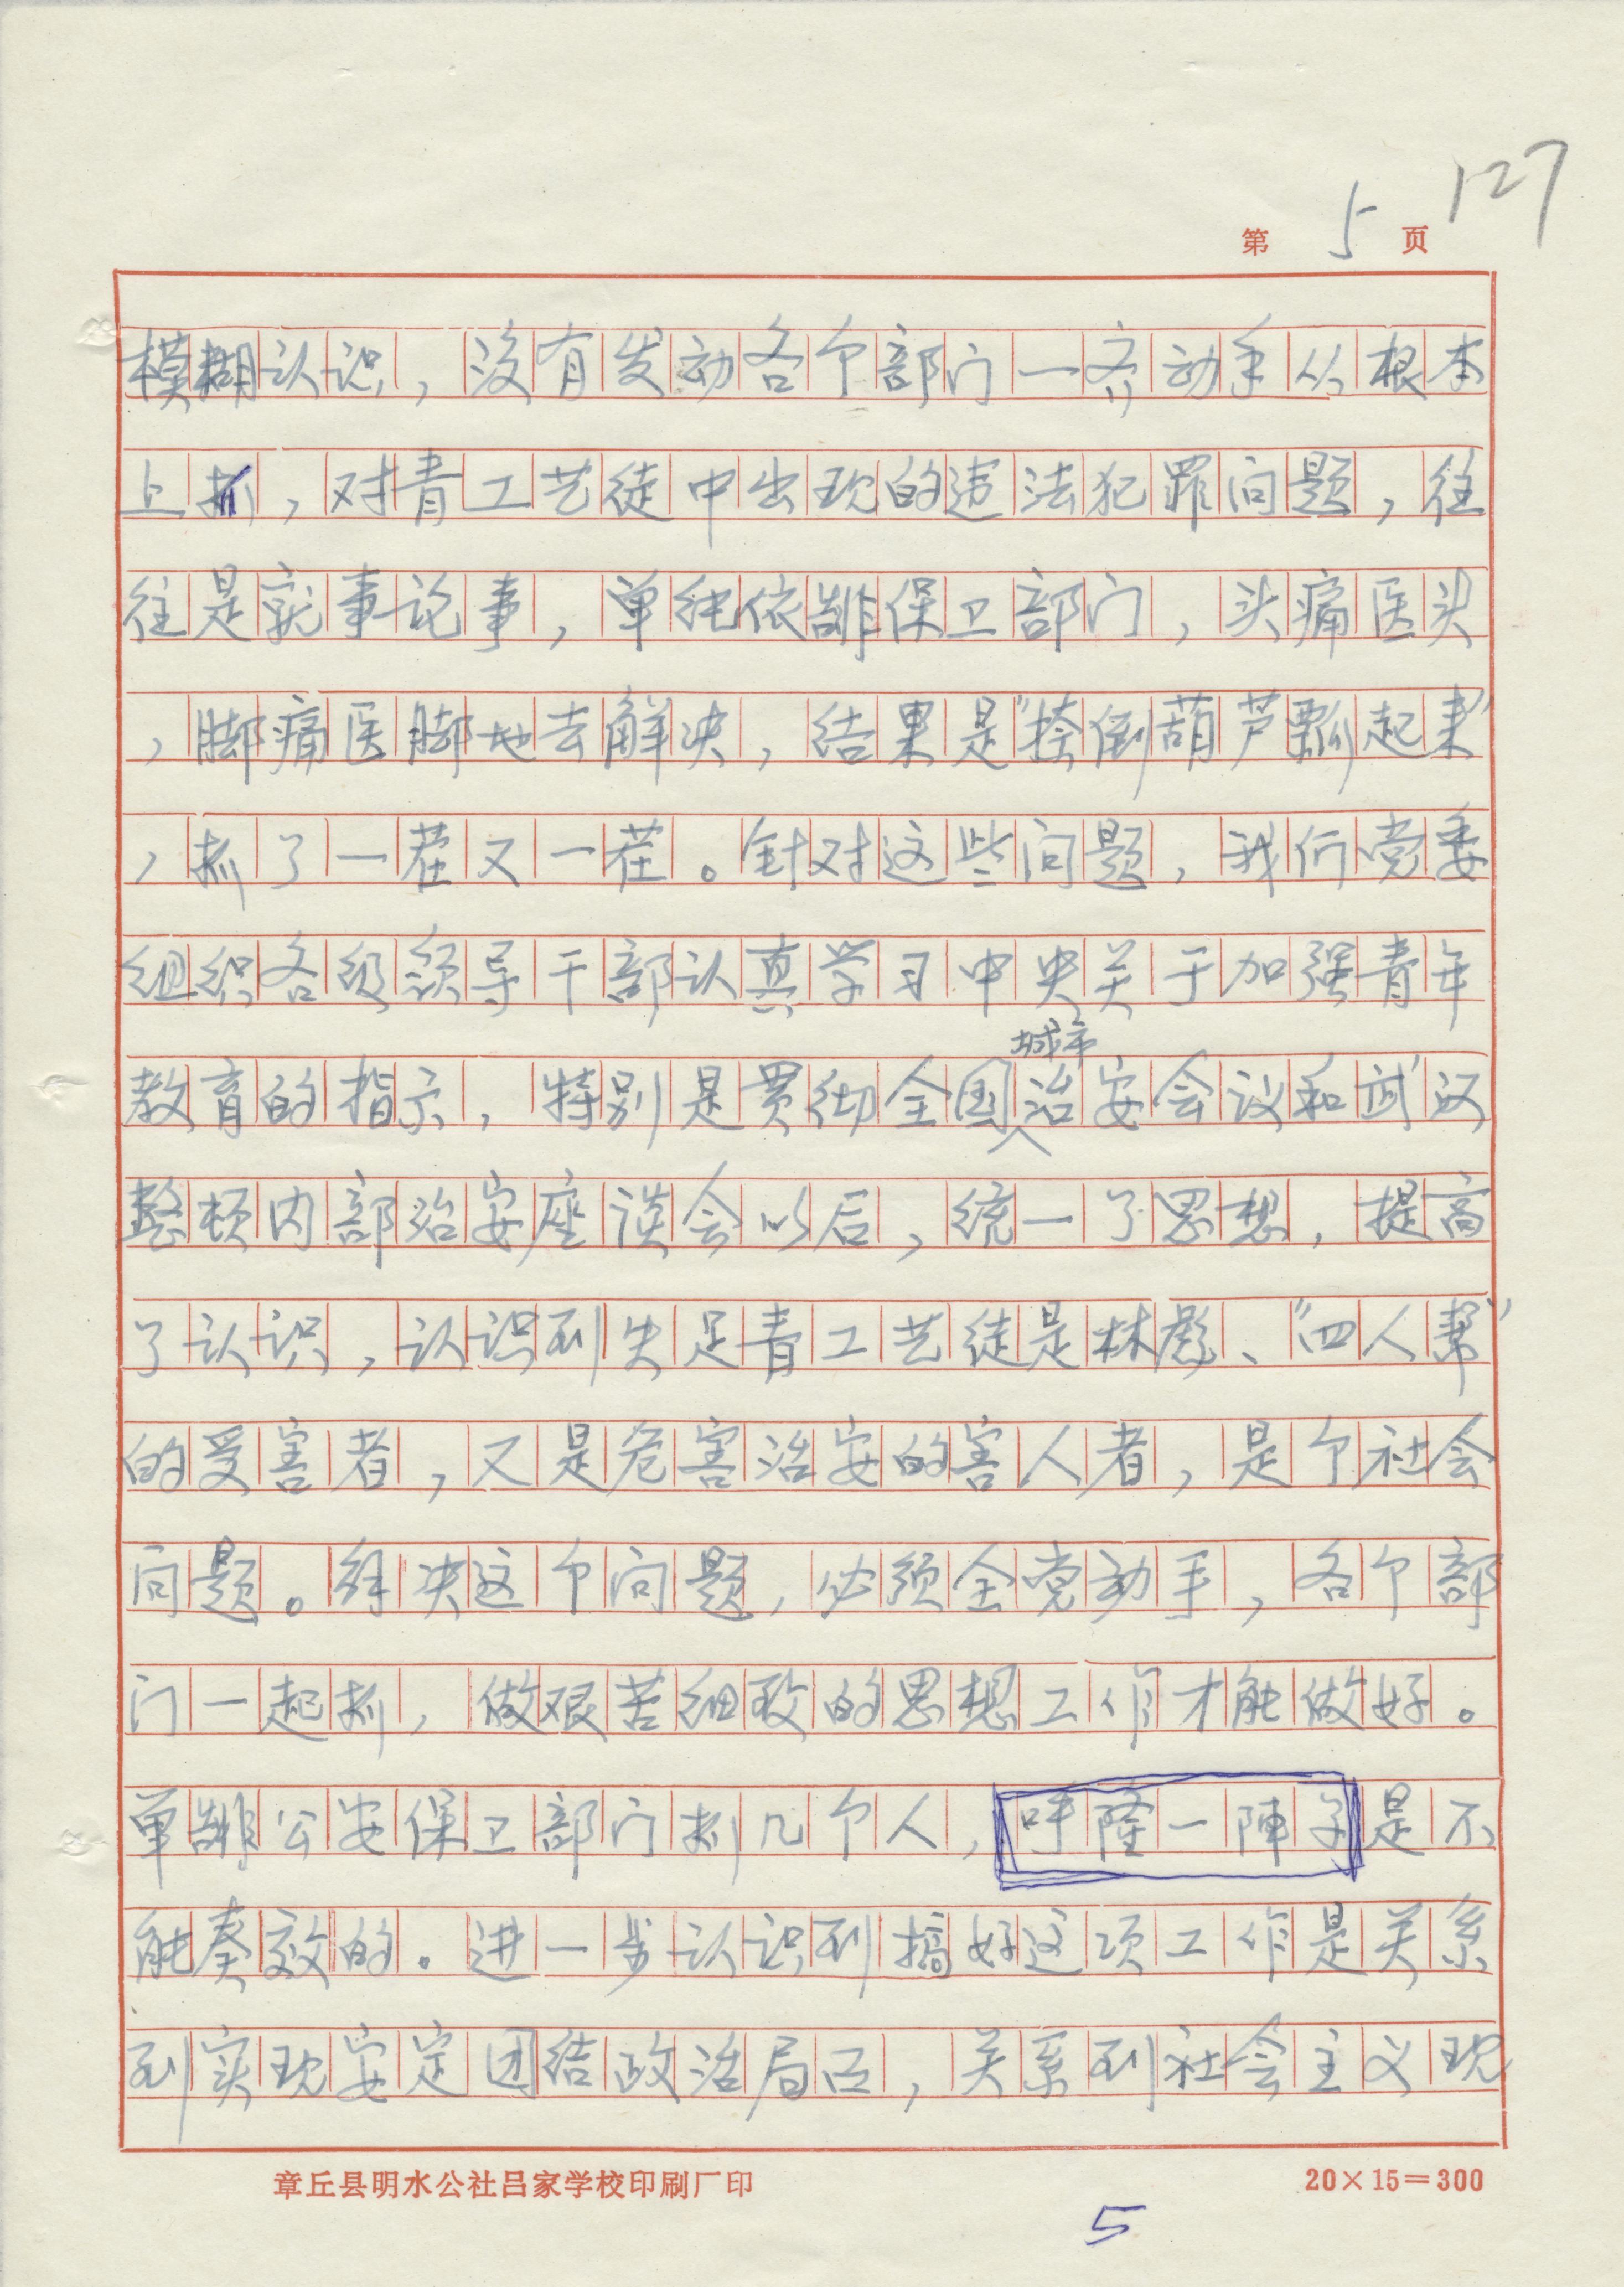 127
第 5 页
模糊认识，没有发动各个部门一齐动手从根本
上抓，对青工艺徒中出现的违法犯罪问题，往
往是就事论事，单纯依靠保卫部门，头痛医头
，脚痛医脚地去解决，结果是“按倒葫芦瓢起来”
，抓了一茬又一茬。针对这些问题，我们党委
组织各级领导干部认真学习中央关于加强青年
教育的指示，特别是贯彻全国城市治安会议和武汉
整顿内部治安座谈会以后，统一了思想，提高
了认识，认识到失足青工艺徒是林彪、“四人帮”
的受害者，又是危害治安的害人者，是个社会
问题。解决这个问题，必须全党动手，各个部
门一起抓，做艰苦细致的思想工作才能做好。
单靠公安保卫部门抓几个人，呼隆一陣子是不
能奏效的。进一步认识到搞好这项工作是关系
到实现安定团结政治局面，关系到社会主义现
章丘县明水公社吕家学校印刷厂印 20×15=300
5